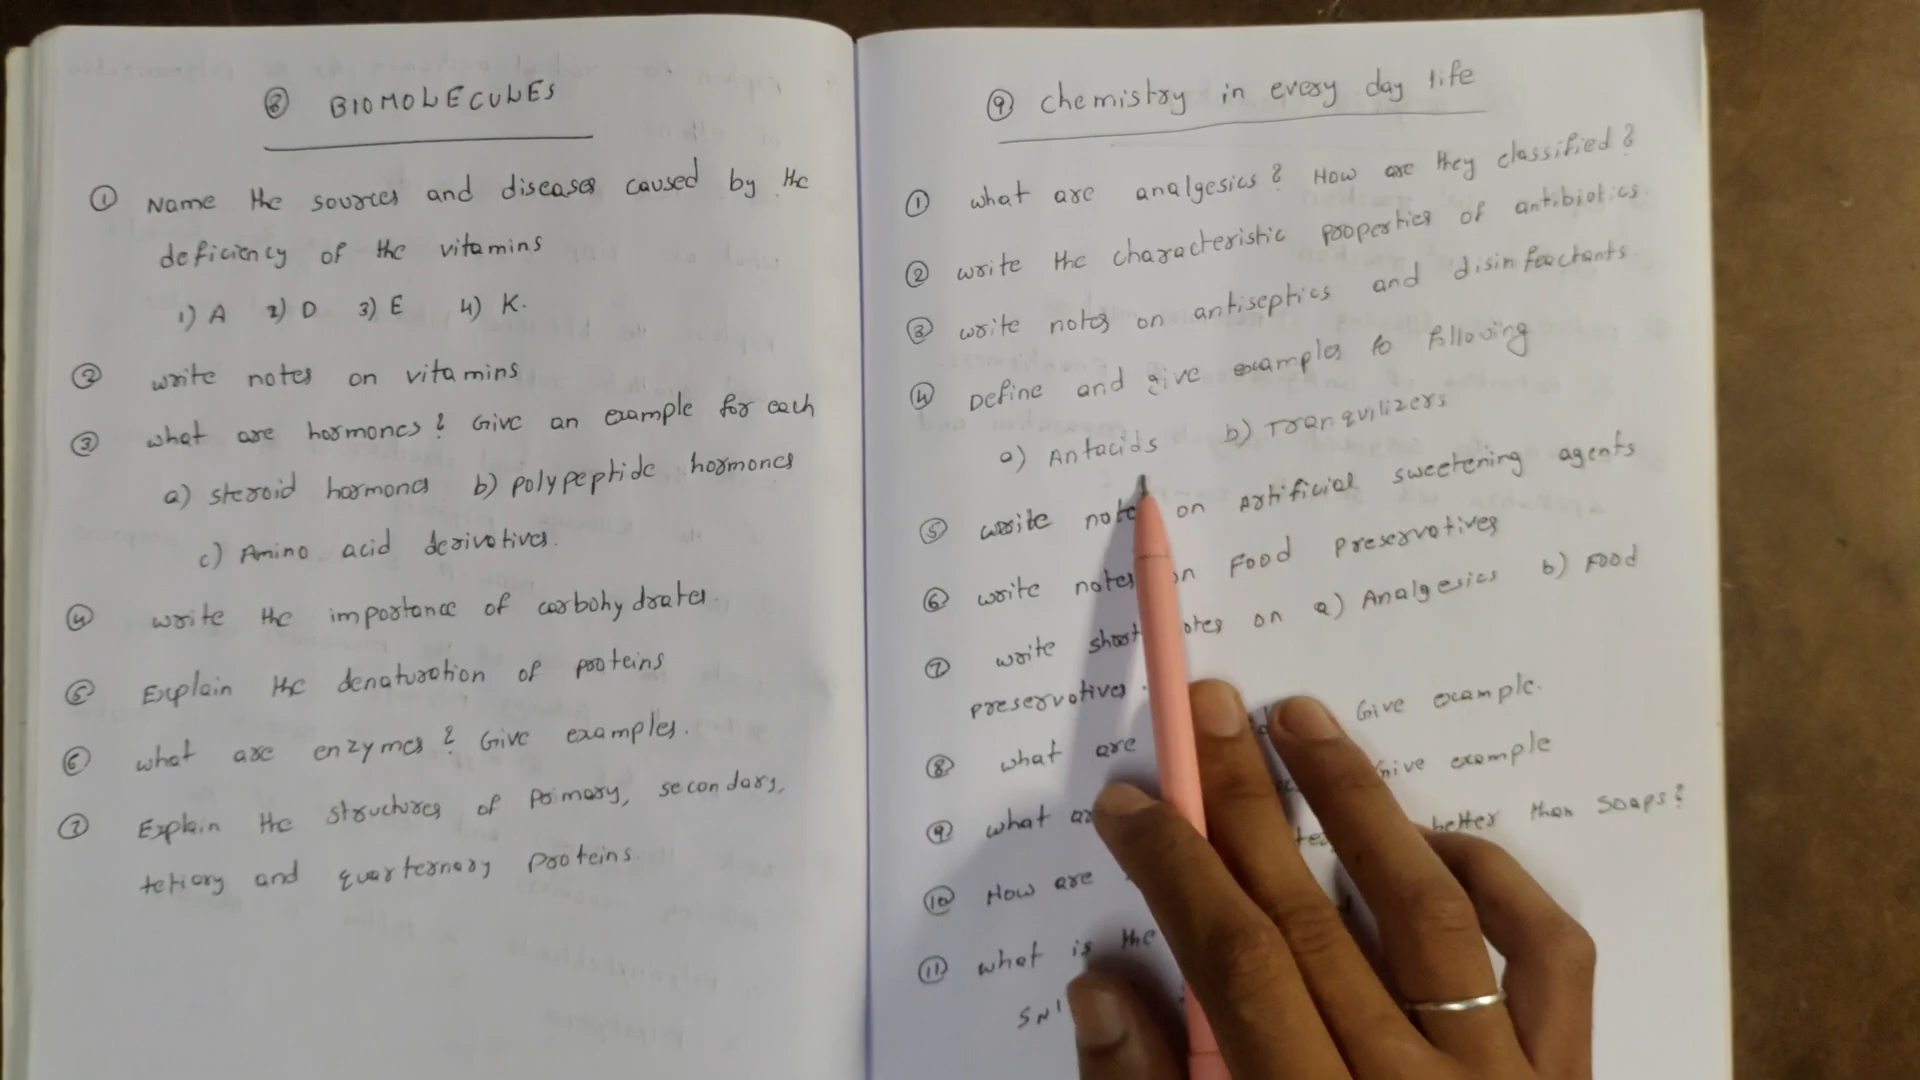 ⑧ BIOMOLECULES
① Name the sources and diseases caused by the
deficiency of the vitamins
1) A 2) D 3) E 4) K.
② write notes on vitamins
③ what are hormones? Give an example for each
a) steroid hormones b) polypeptide hormones
c) Amino acid derivatives.
④ write the importance of carbohydrates.
⑤ Explain the denaturation of proteins
⑥ what are enzymes? Give examples.
⑦ Explain the structures of primary, secondary,
tetiary and quarternary proteins.
⑨ chemistry in every day life
① what are analgesics? How are they classified?
② write the characteristic properties of antibiotics
③ write notes on antiseptics and disinfeactants
④ Define and give examples to following
a) Antacids b) Tranquilizers
⑤ write note on Artificial sweetening agents
⑥ write notes on Food preservatives
⑦ write short notes on a) Analgesics b) Food
preservatives.
⑧ what are Give example.
⑨ what Give example
⑩ How are better than soaps?
⑪ what is the
SN1